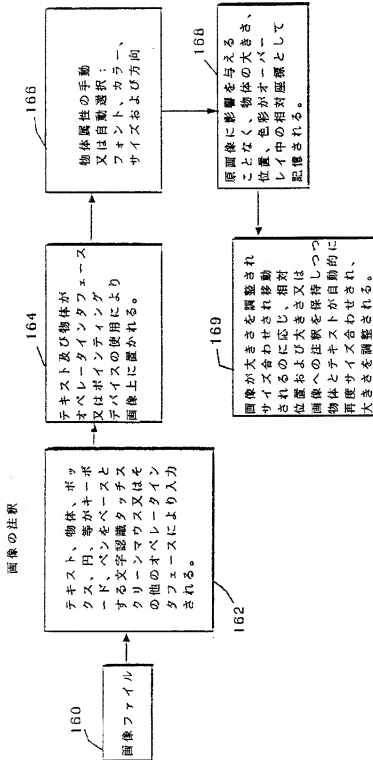 画像の注釈
160
画像ファイル
162
テキスト、物体、ボッ
クス、円、等がキーボ
ード、ペンをベースと
する文字認識タッチス
クリーンマウス又はそ
の他のオペレータイン
タフェースにより入力
される。
164
テキスト及び物体が
オペレータインタフェース
又はポインティング
デバイスの使用により
画像上に置かれる。
166
物体属性の手動
又は自動選択：
フォント、カラー、
サイズおよび方向
168
原画像に影響を与える
ことなく、物体の大きさ、
位置、色彩がオーバー
レイ中の相対座標として
記憶される。
169
画像が大きさを調整され
サイズ合わせされ移動
されるのに応じ、相対
位置および大きさ又は
画像への注釈を保持しつつ
物体とテキストが自動的に
再度サイズ合わせされ、
大きさを調整される。